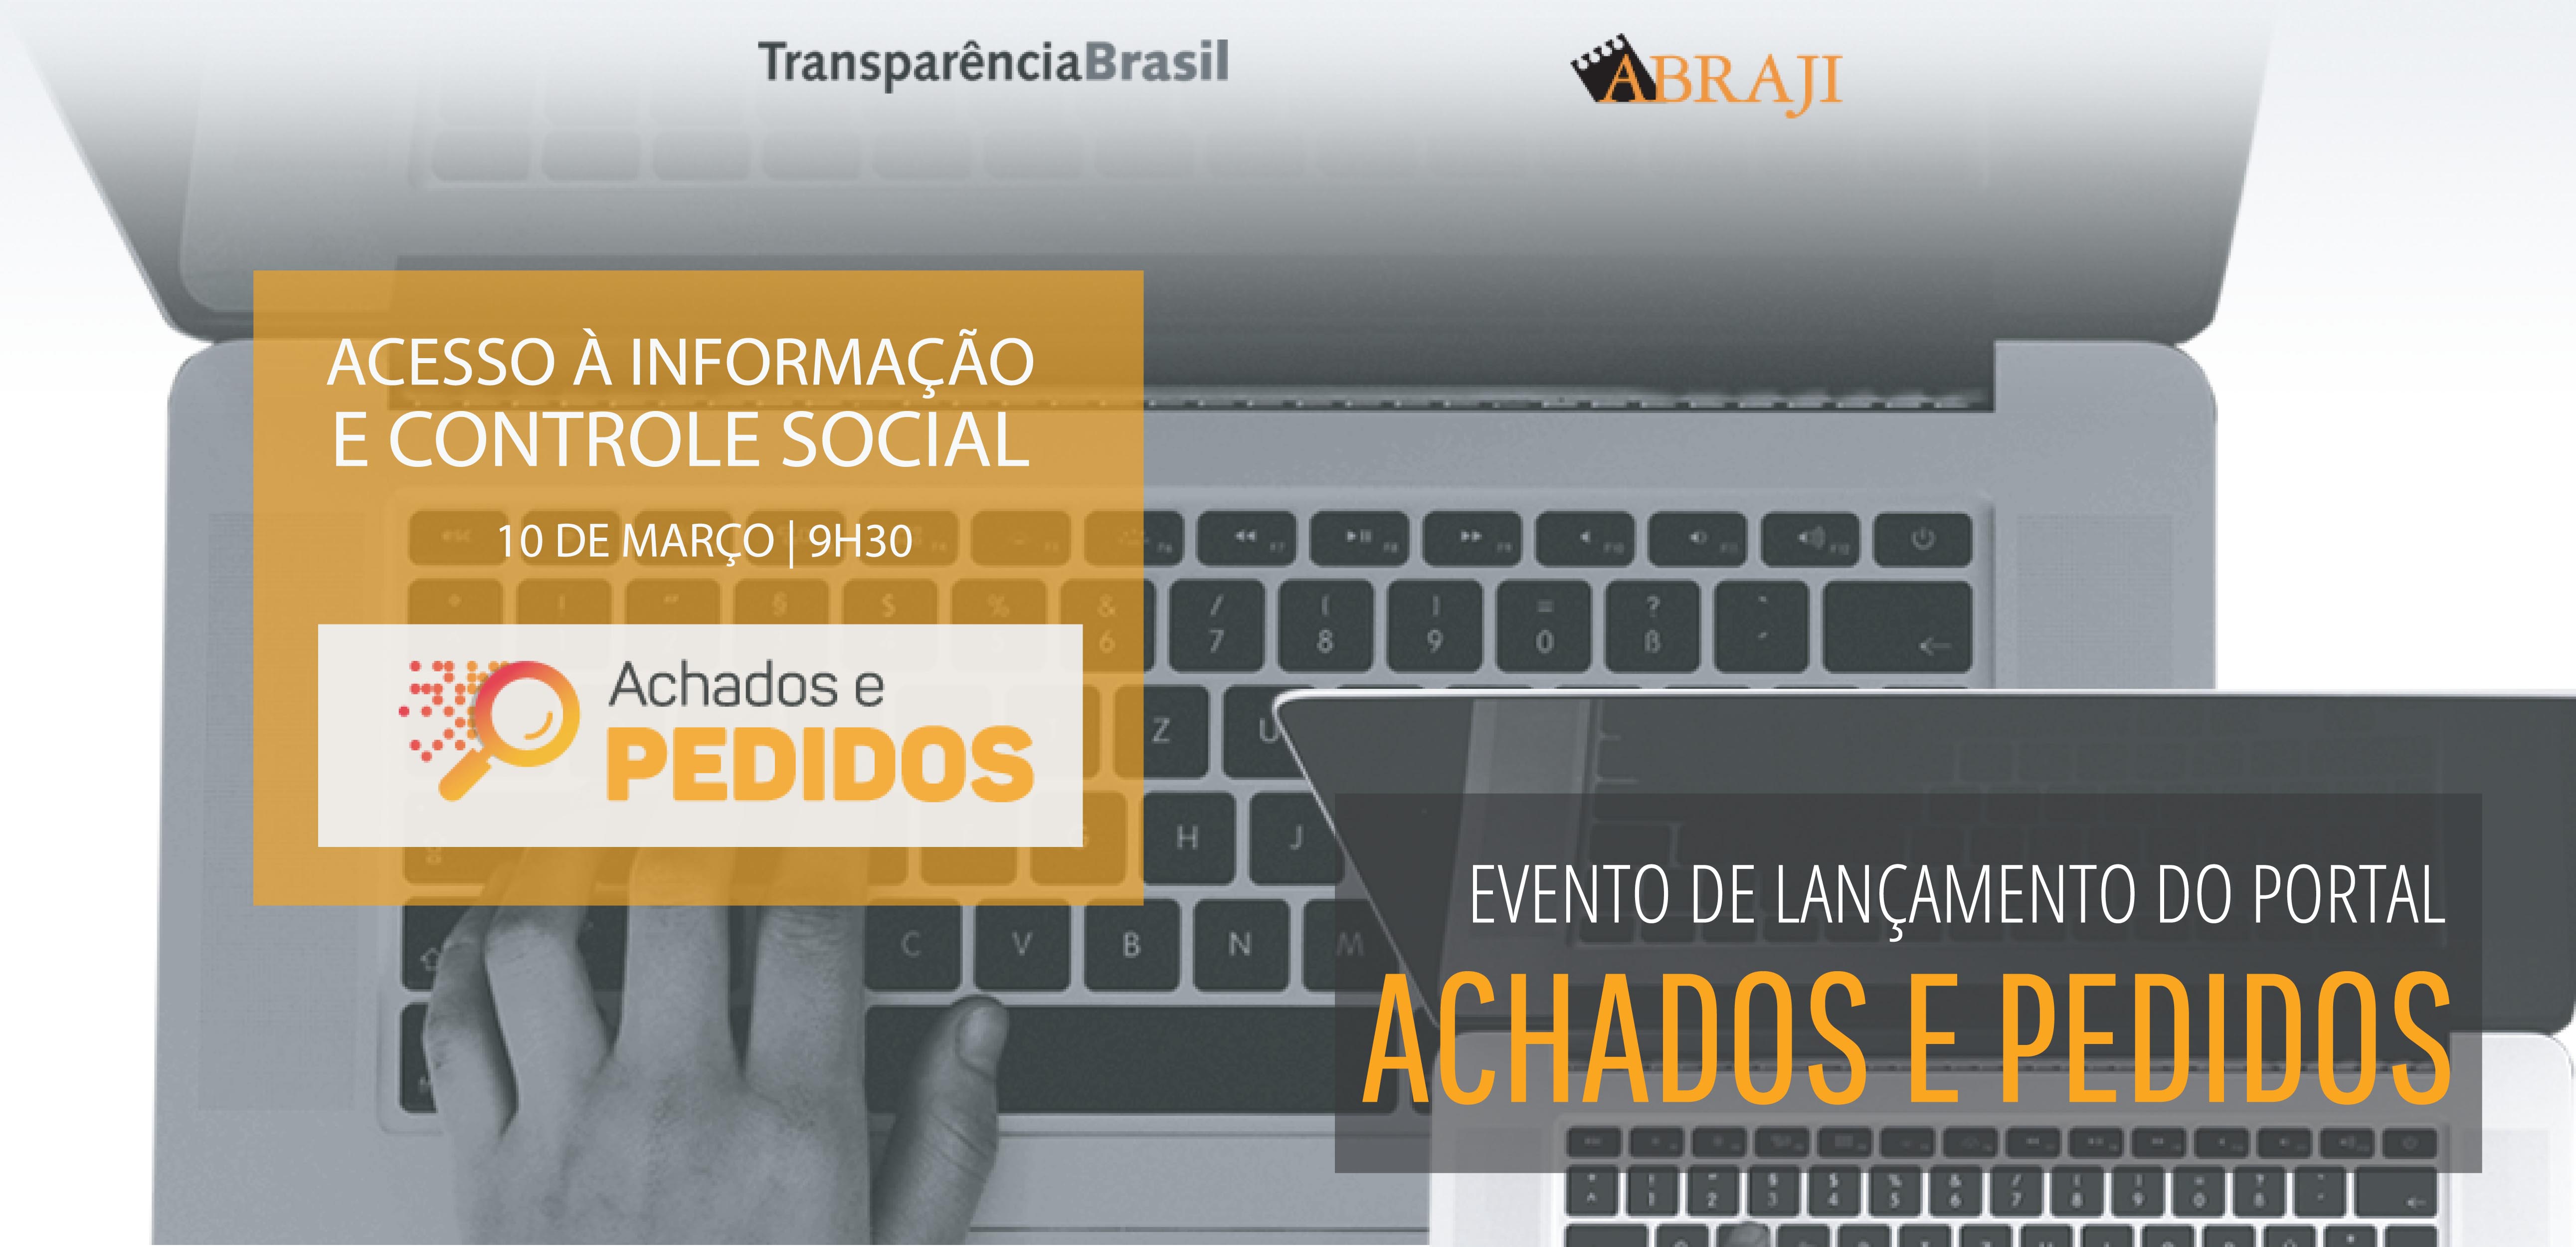 TransparênciaBrasil
ABRAJI
ACESSO À INFORMAÇÃO
E CONTROLE SOCIAL
10 DE MARÇO | 9H30
Achados e
PEDIDOS
EVENTO DE LANÇAMENTO DO PORTAL
ACHADOS E PEDIDOS